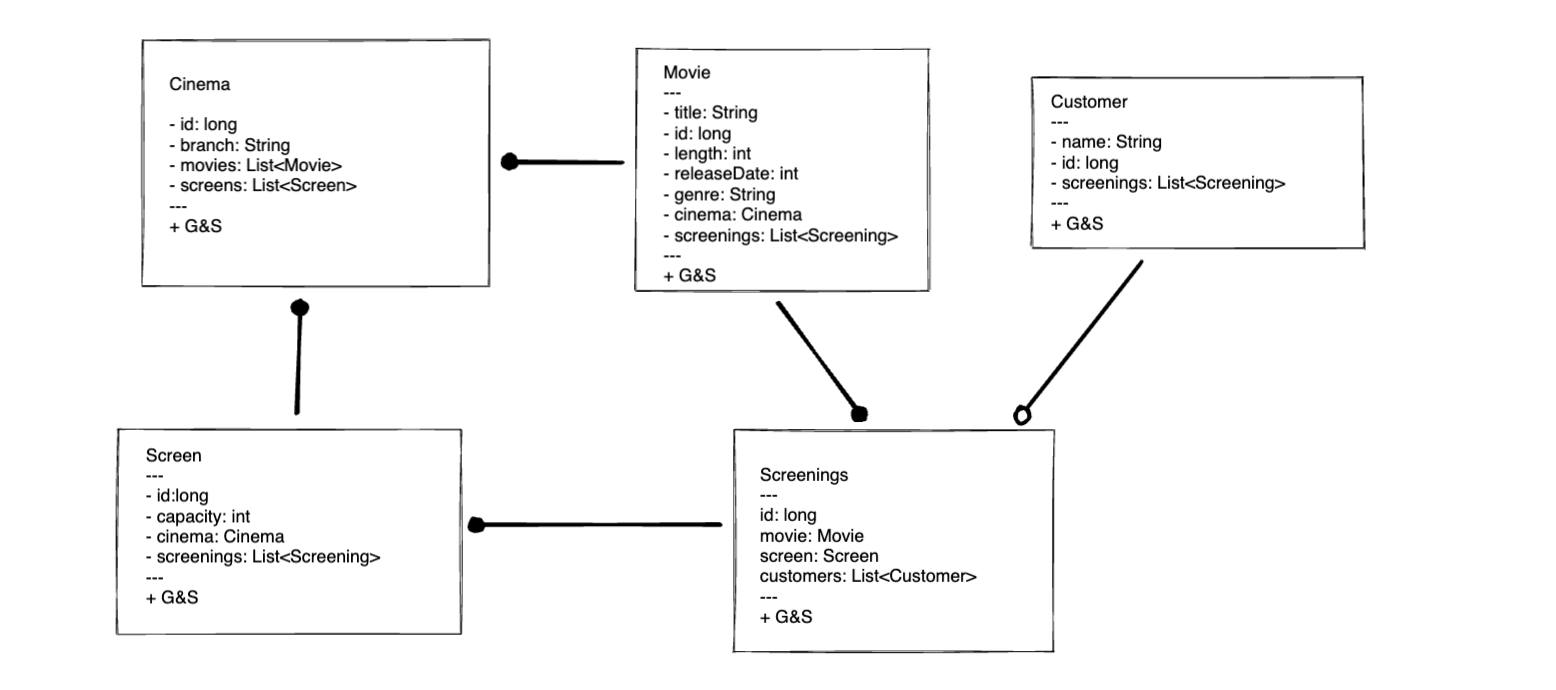 Cinema
- id: long
- branch: String
- movies: List<Movie>
- screens: List<Screen>
---
+ G&S
Movie
---
- title: String
- id: long
- length: int
- releaseDate: int
- genre: String
- cinema: Cinema
- screenings: List<Screening>
---
+ G&S
Customer
---
- name: String
- id: long
- screenings: List<Screening>
---
+ G&S
Screen
---
- id:long
- capacity: int
- cinema: Cinema
- screenings: List<Screening>
---
+ G&S
Screenings
---
id: long
movie: Movie
screen: Screen
customers: List<Customer>
---
+ G&S